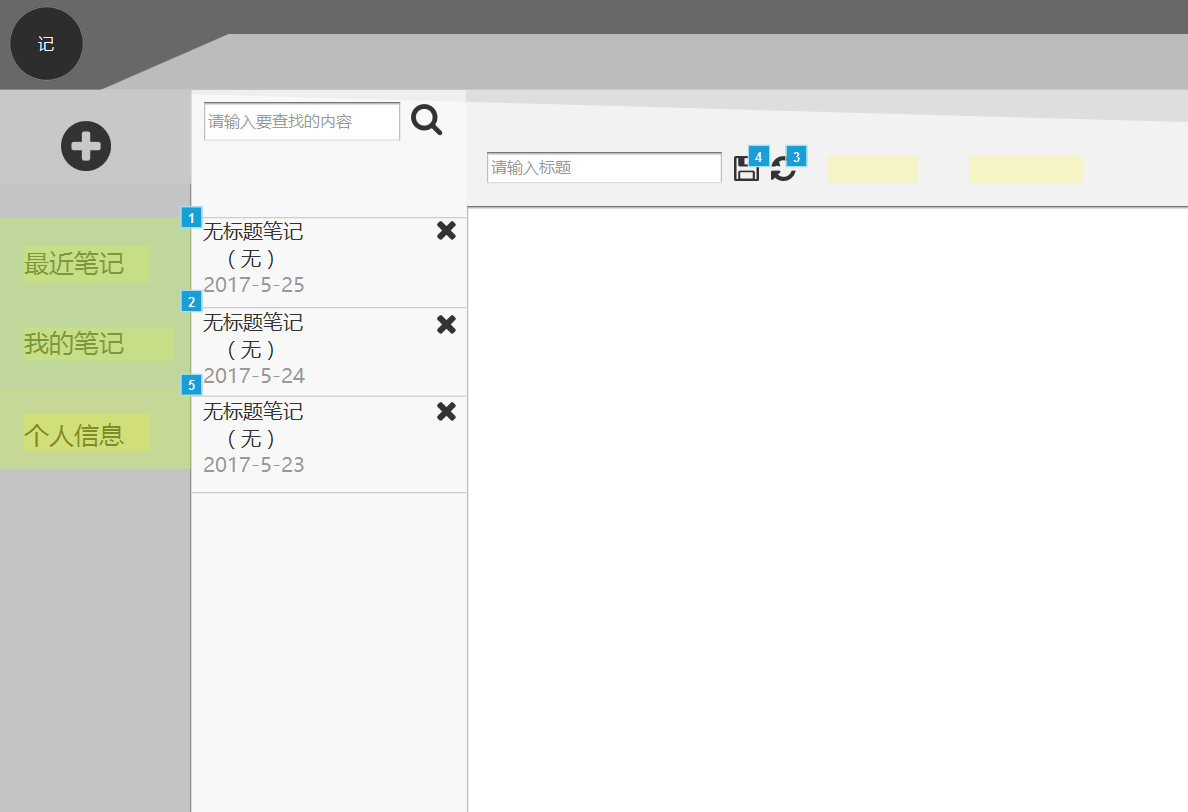 记
请输入要查找的内容
请输入标题
4
3
1
无标题笔记
（无）
2017-5-25
最近笔记
2
无标题笔记
（无）
2017-5-24
我的笔记
5
无标题笔记
（无）
2017-5-23
个人信息